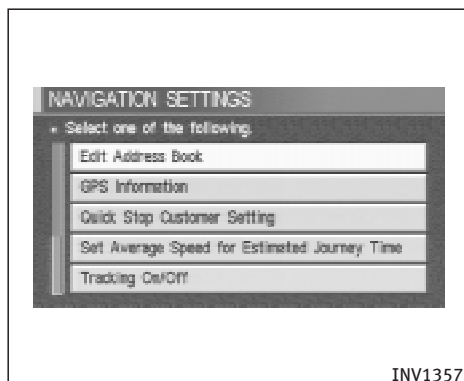 NAVIGATION SETTINGS
• Select one of the following.
Edit Address Book
GPS Information
Quick Stop Customer Setting
Set Average Speed for Estimated Journey Time
Tracking On/Off
INV1357